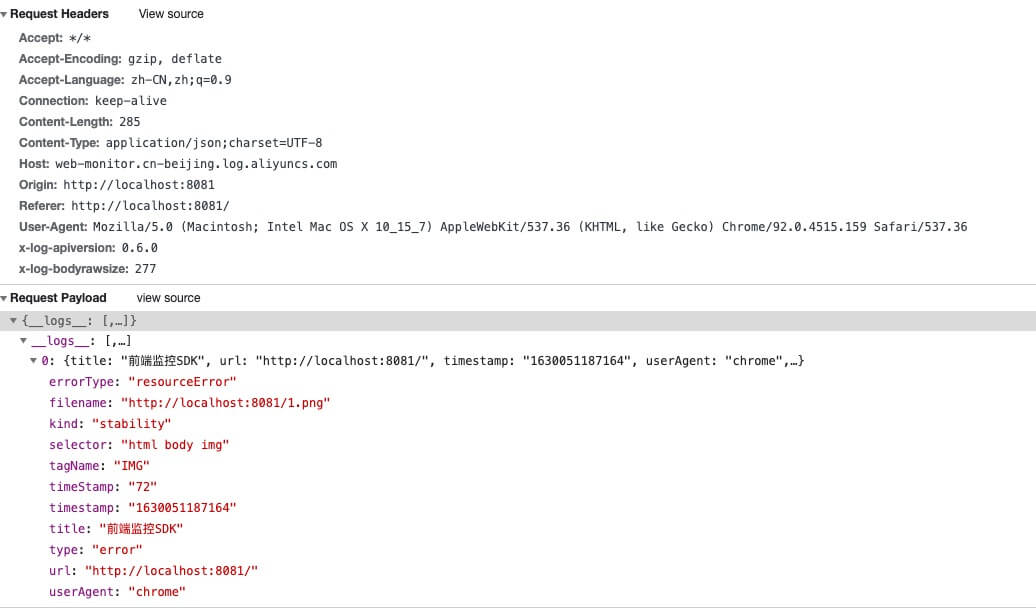 Request Headers View source
Accept: */*
Accept-Encoding: gzip, deflate
Accept-Language: zh-CN,zh;q=0.9
Connection: keep-alive
Content-Length: 285
Content-Type: application/json;charset=UTF-8
Host: web-monitor.cn-beijing.log.aliyuncs.com
Origin: http://localhost:8081
Referer: http://localhost:8081/
User-Agent: Mozilla/5.0 (Macintosh; Intel Mac OS X 10_15_7) AppleWebKit/537.36 (KHTML, like Gecko) Chrome/92.0.4515.159 Safari/537.36
x-log-apiversion: 0.6.0
x-log-bodyrawsize: 277
Request Payload view source
{__logs__: [,…]}
__logs__: [,…]
0: {title: "前端监控SDK", url: "http://localhost:8081/", timestamp: "1630051187164", userAgent: "chrome",…}
errorType: "resourceError"
filename: "http://localhost:8081/1.png"
kind: "stability"
selector: "html body img"
tagName: "IMG"
timeStamp: "72"
timestamp: "1630051187164"
title: "前端监控SDK"
type: "error"
url: "http://localhost:8081/"
userAgent: "chrome"